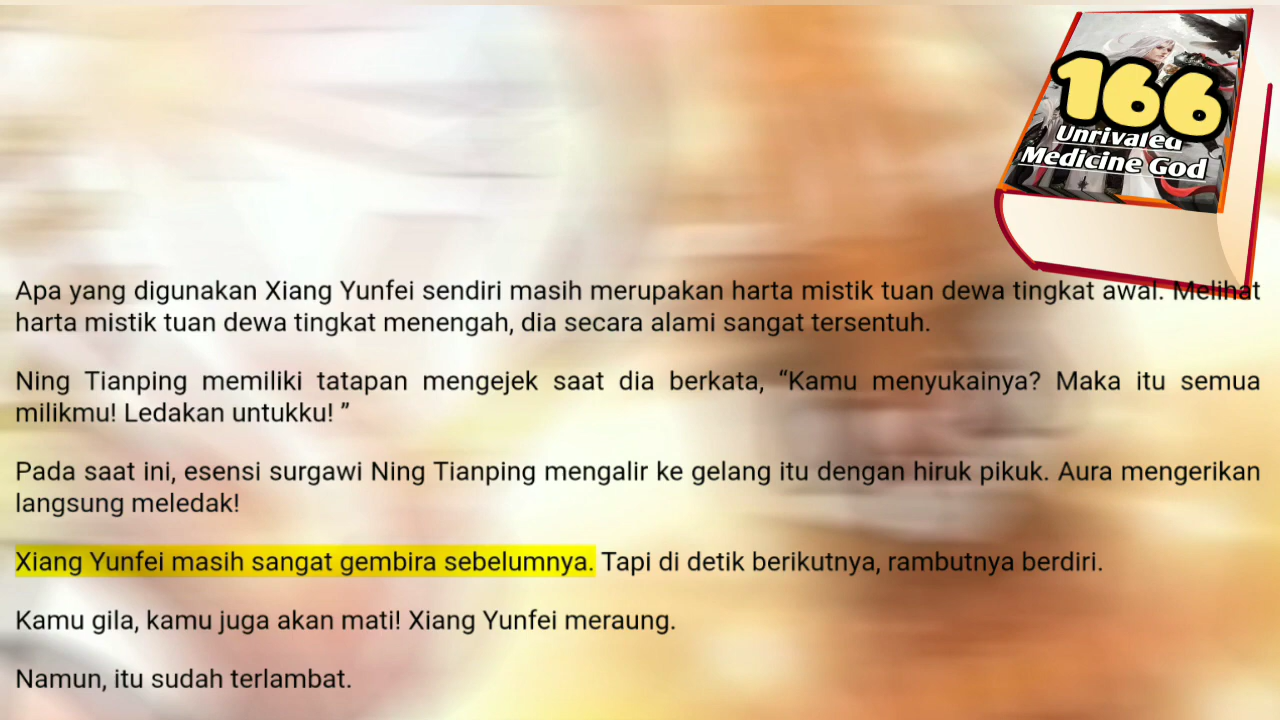 166
Unrivaled
Medicine God
Apa yang digunakan Xiang Yunfei sendiri masih merupakan harta mistik tuan dewa tingkat awal. Melihat
harta mistik tuan dewa tingkat menengah, dia secara alami sangat tersentuh.
Ning Tianping memiliki tatapan mengejek saat dia berkata, “Kamu menyukainya? Maka itu semua
milikmu! Ledakan untukku! ”
Pada saat ini, esensi surgawi Ning Tianping mengalir ke gelang itu dengan hiruk pikuk. Aura mengerikan
langsung meledak!
Xiang Yunfei masih sangat gembira sebelumnya. Tapi di detik berikutnya, rambutnya berdiri.
Kamu gila, kamu juga akan mati! Xiang Yunfei meraung.
Namun, itu sudah terlambat.